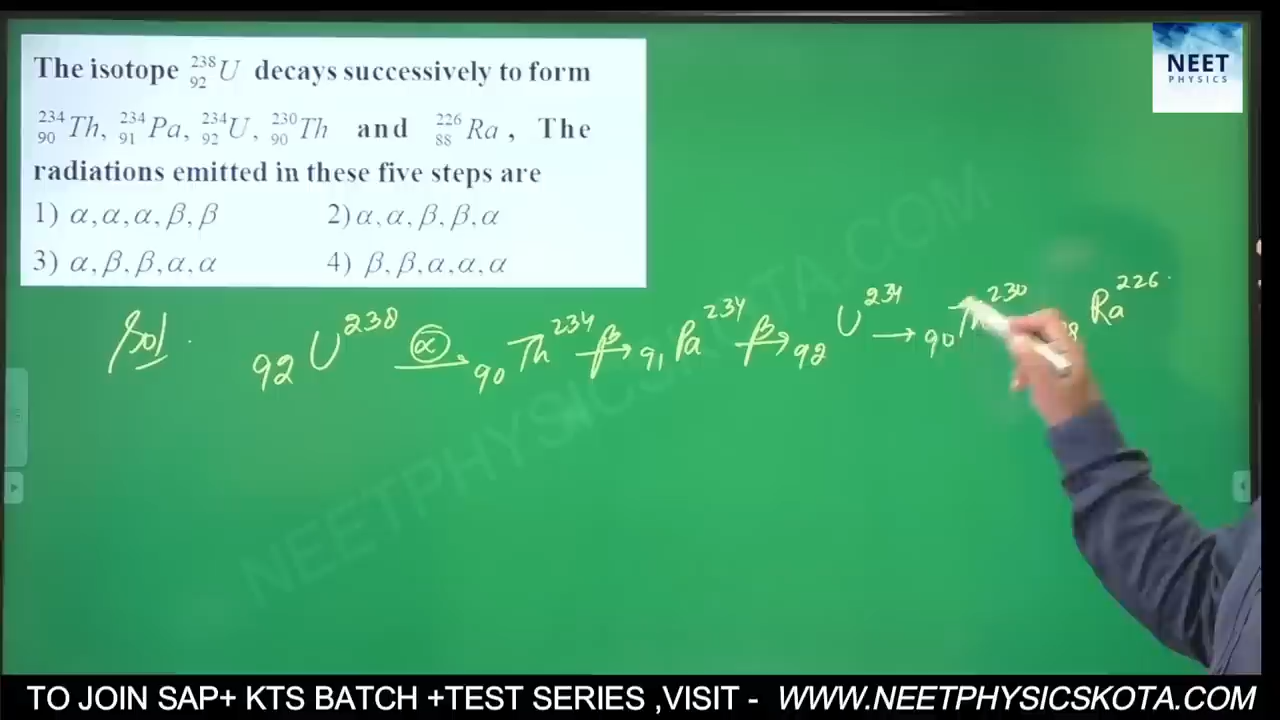 The isotope ²³⁸₉₂U decays successively to form
²³⁴₉₀Th, ²³⁴₉₁Pa, ²³⁴₉₂U, ²³⁰₉₀Th and ²²⁶₈₈Ra, The
radiations emitted in these five steps are
1) α,α,α,β,β 2) α,α,β,β,α
3) α,β,β,α,α 4) β,β,α,α,α
NEET
PHYSICS
Sol.
₉₂U²³⁸ α→ ₉₀Th²³⁴ β→ ₉₁Pa²³⁴ β→ ₉₂U²³⁴ → ₉₀Th²³⁰ Ra²²⁶
NEETPHYSICSKOTA.COM
TO JOIN SAP+ KTS BATCH +TEST SERIES ,VISIT - WWW.NEETPHYSICSKOTA.COM